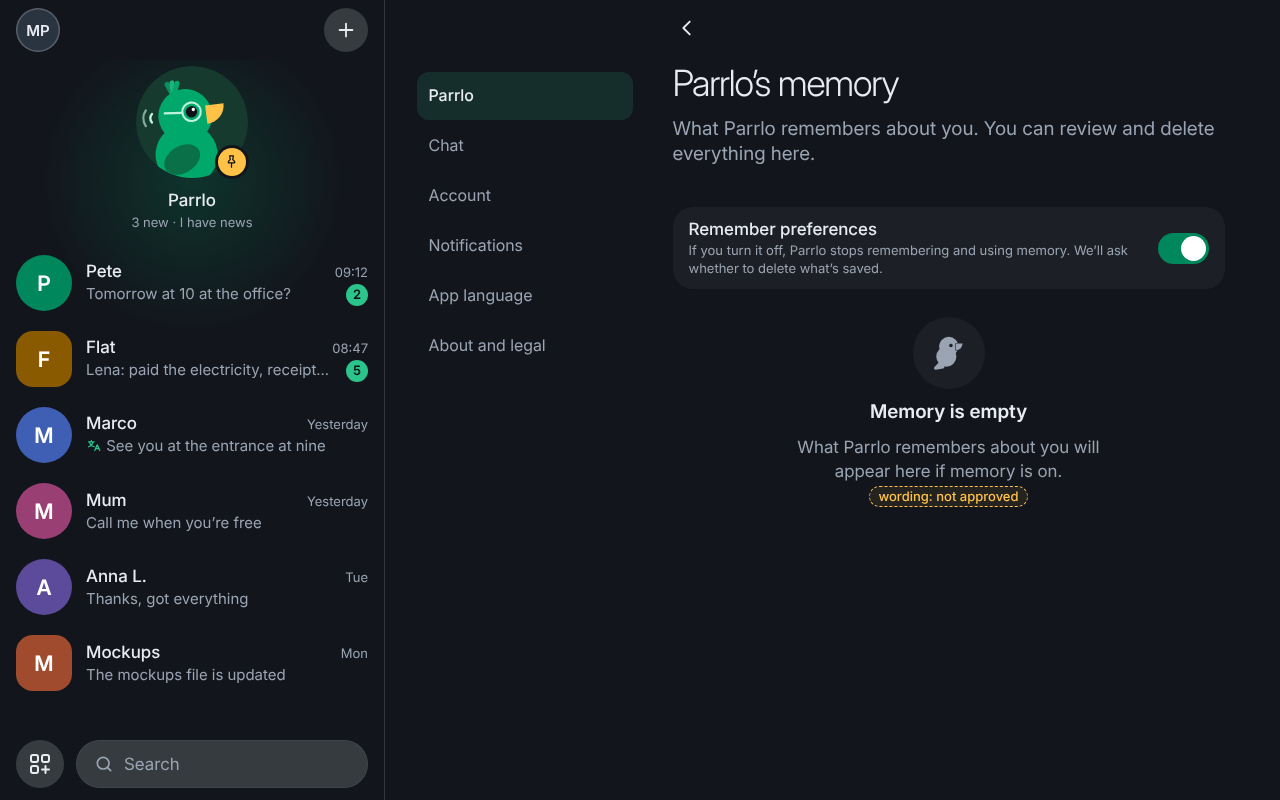 MP
Parrlo
3 new · I have news
P
Pete
09:12
Tomorrow at 10 at the office?
2
F
Flat
08:47
Lena: paid the electricity, receipt…
5
M
Marco
Yesterday
See you at the entrance at nine
M
Mum
Yesterday
Call me when you’re free
A
Anna L.
Tue
Thanks, got everything
M
Mockups
Mon
The mockups file is updated
Search
Parrlo
Chat
Account
Notifications
App language
About and legal
Parrlo’s memory
What Parrlo remembers about you. You can review and delete
everything here.
Remember preferences
If you turn it off, Parrlo stops remembering and using memory. We’ll ask
whether to delete what’s saved.
Memory is empty
What Parrlo remembers about you will
appear here if memory is on.
wording: not approved